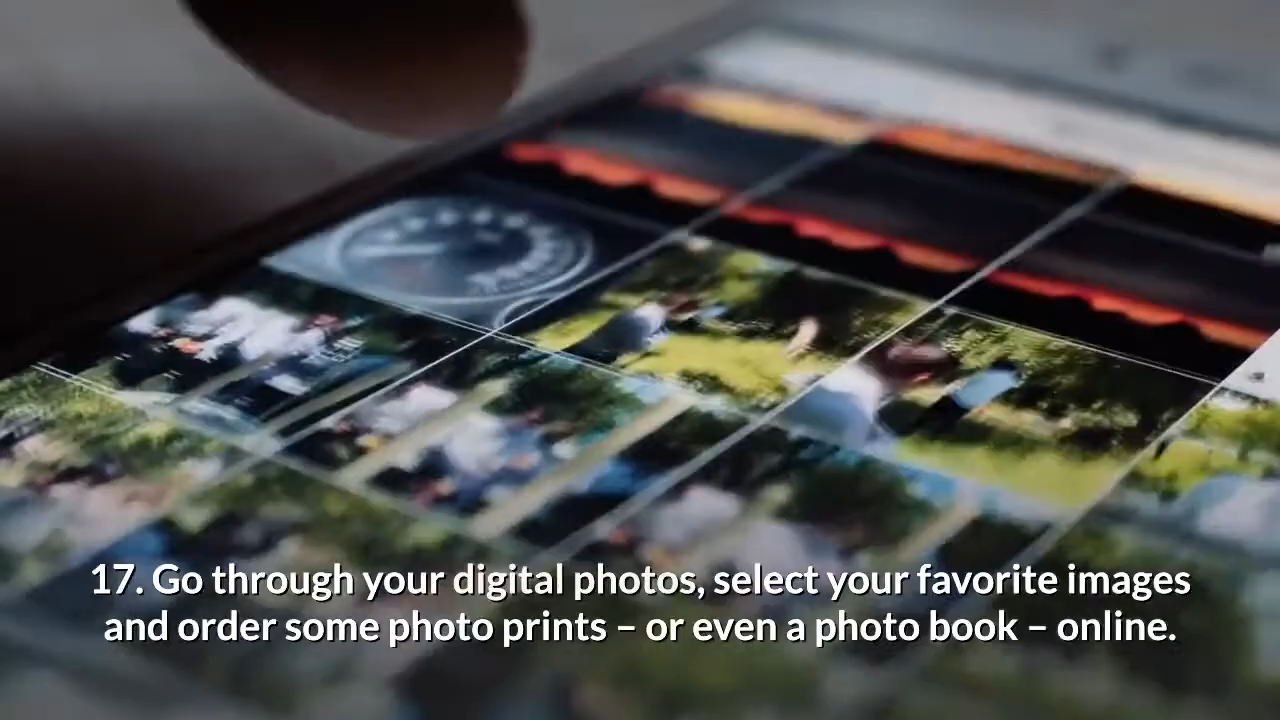 17. Go through your digital photos, select your favorite images
and order some photo prints – or even a photo book – online.